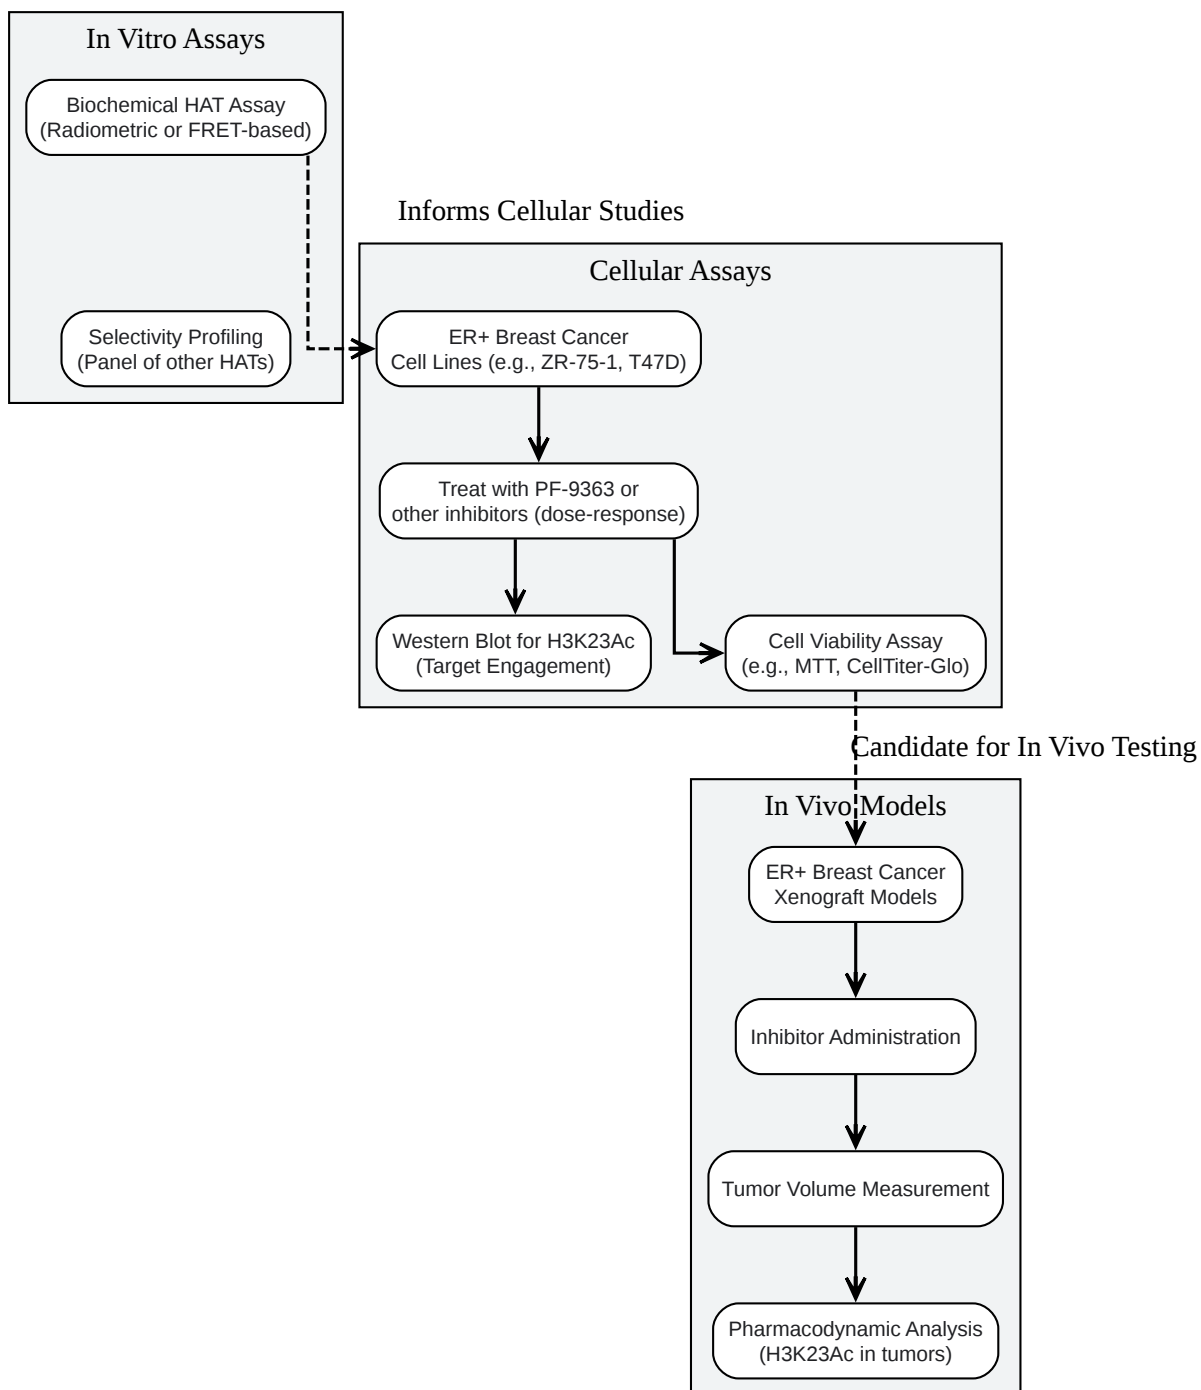 In Vitro Assays
Biochemical HAT Assay
(Radiometric or FRET-based)
Selectivity Profiling
(Panel of other HATs)
Informs Cellular Studies
Cellular Assays
ER+ Breast Cancer
Cell Lines (e.g., ZR-75-1, T47D)
Treat with PF-9363 or
other inhibitors (dose-response)
Western Blot for H3K23Ac
(Target Engagement)
Cell Viability Assay
(e.g., MTT, CellTiter-Glo)
Candidate for In Vivo Testing
In Vivo Models
ER+ Breast Cancer
Xenograft Models
Inhibitor Administration
Tumor Volume Measurement
Pharmacodynamic Analysis
(H3K23Ac in tumors)